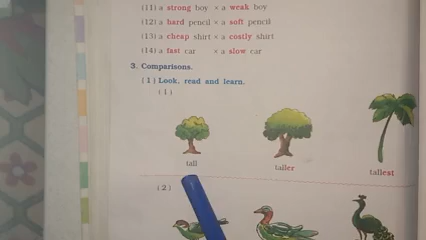 (11) a strong boy × a weak boy
(12) a hard pencil × a soft pencil
(13) a cheap shirt × a costly shirt
(14) a fast car × a slow car
3. Comparisons.
(1) Look, read and learn.
(1)
tall taller tallest
(2)